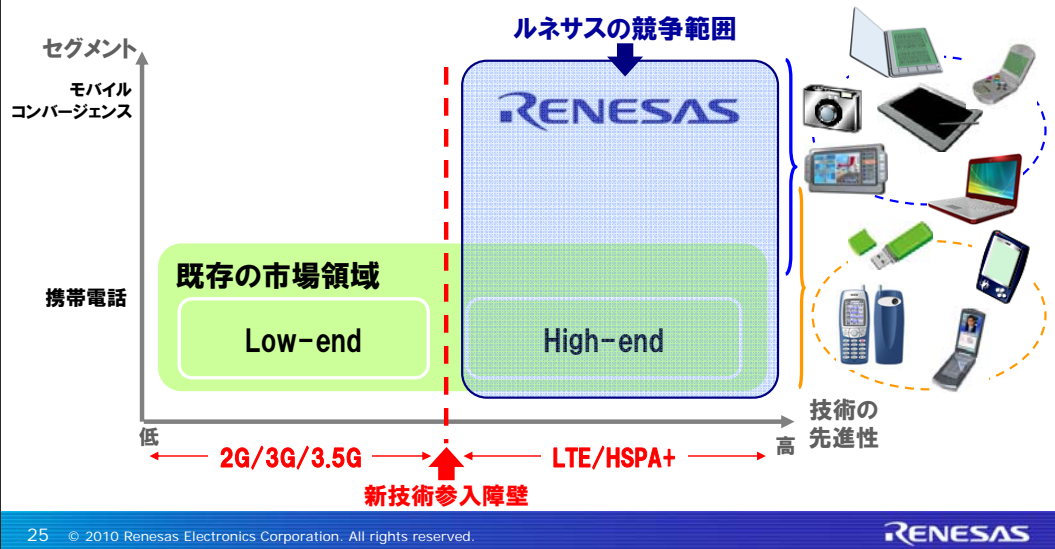 ルネサスの競争範囲
セグメント
モバイル
コンバージェンス
RENESAS
既存の市場領域
携帯電話
Low-end
High-end
技術の
先進性
低
高
2G/3G/3.5G
LTE/HSPA+
新技術参入障壁
25 © 2010 Renesas Electronics Corporation. All rights reserved.
RENESAS